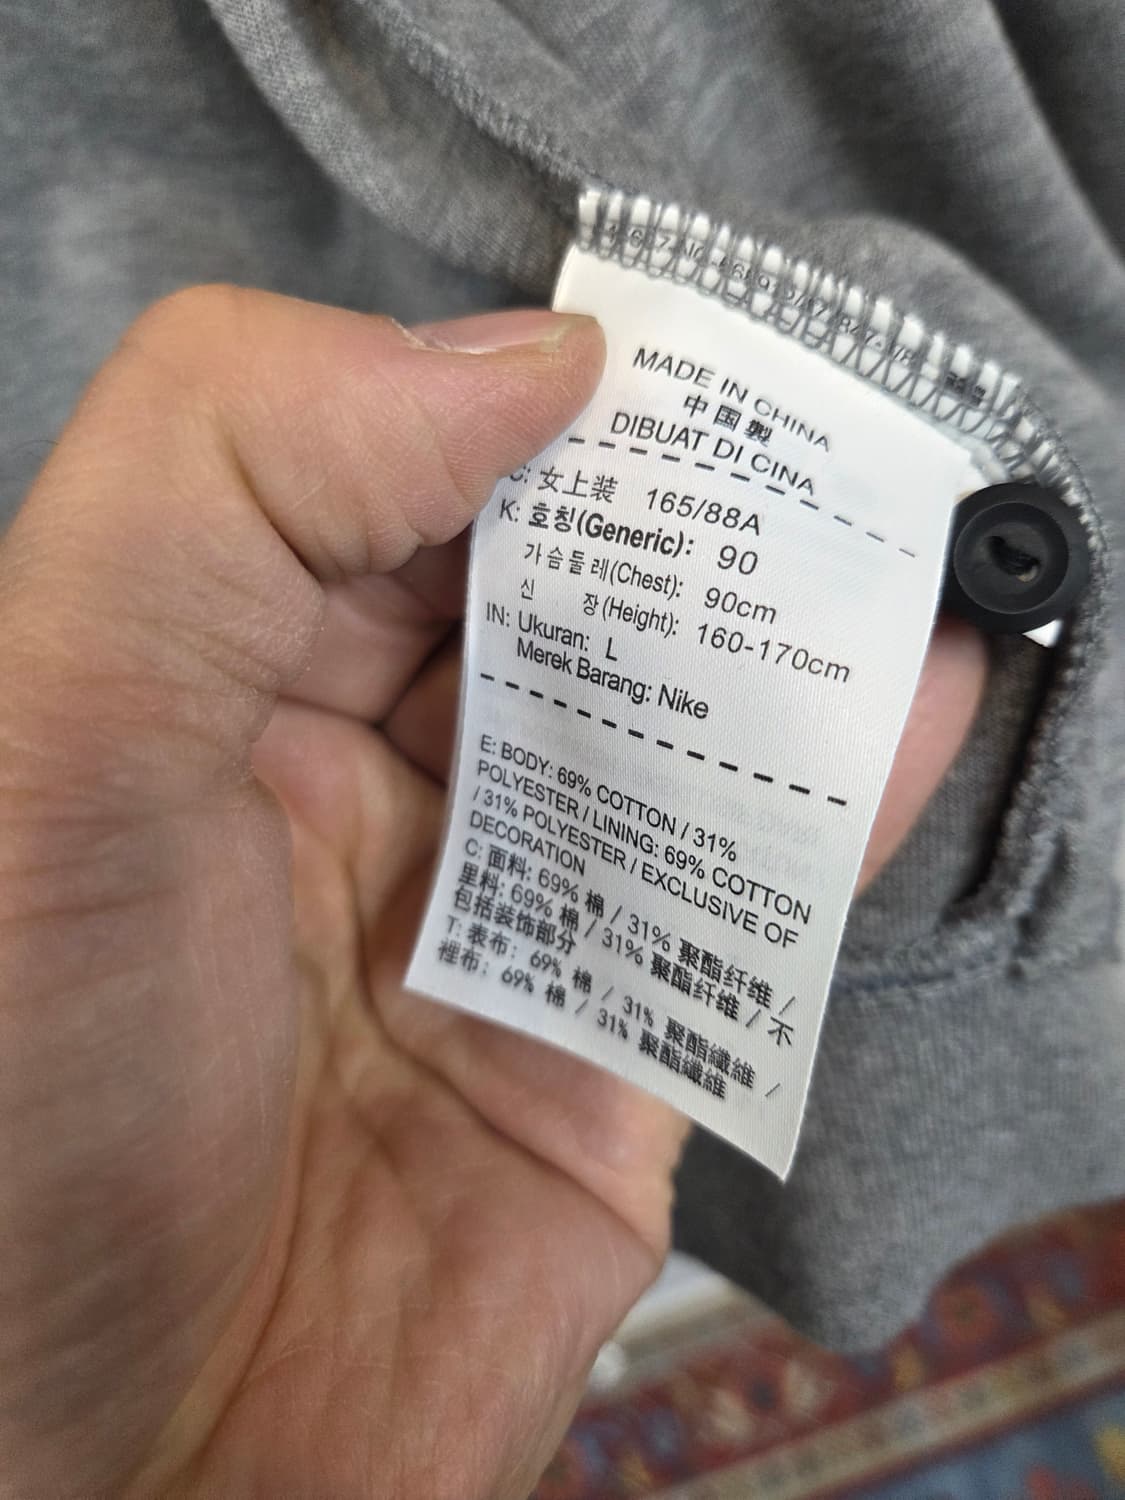 MADE IN CHINA
中国製
DIBUAT DI CINA
C: 女上装 165/88A
K: 호칭(Generic): 90
가슴둘레(Chest): 90cm
신 장(Height): 160-170cm
IN: Ukuran: L
Merek Barang: Nike
E: BODY: 69% COTTON / 31%
POLYESTER / LINING: 69% COTTON
/ 31% POLYESTER / EXCLUSIVE OF
DECORATION
C: 面料: 69% 棉 / 31% 聚酯纤维 /
里料: 69% 棉 / 31% 聚酯纤维 / 不
包括装饰部分
T: 表布: 69% 棉 / 31% 聚酯纖維 /
裡布: 69% 棉 / 31% 聚酯纖維